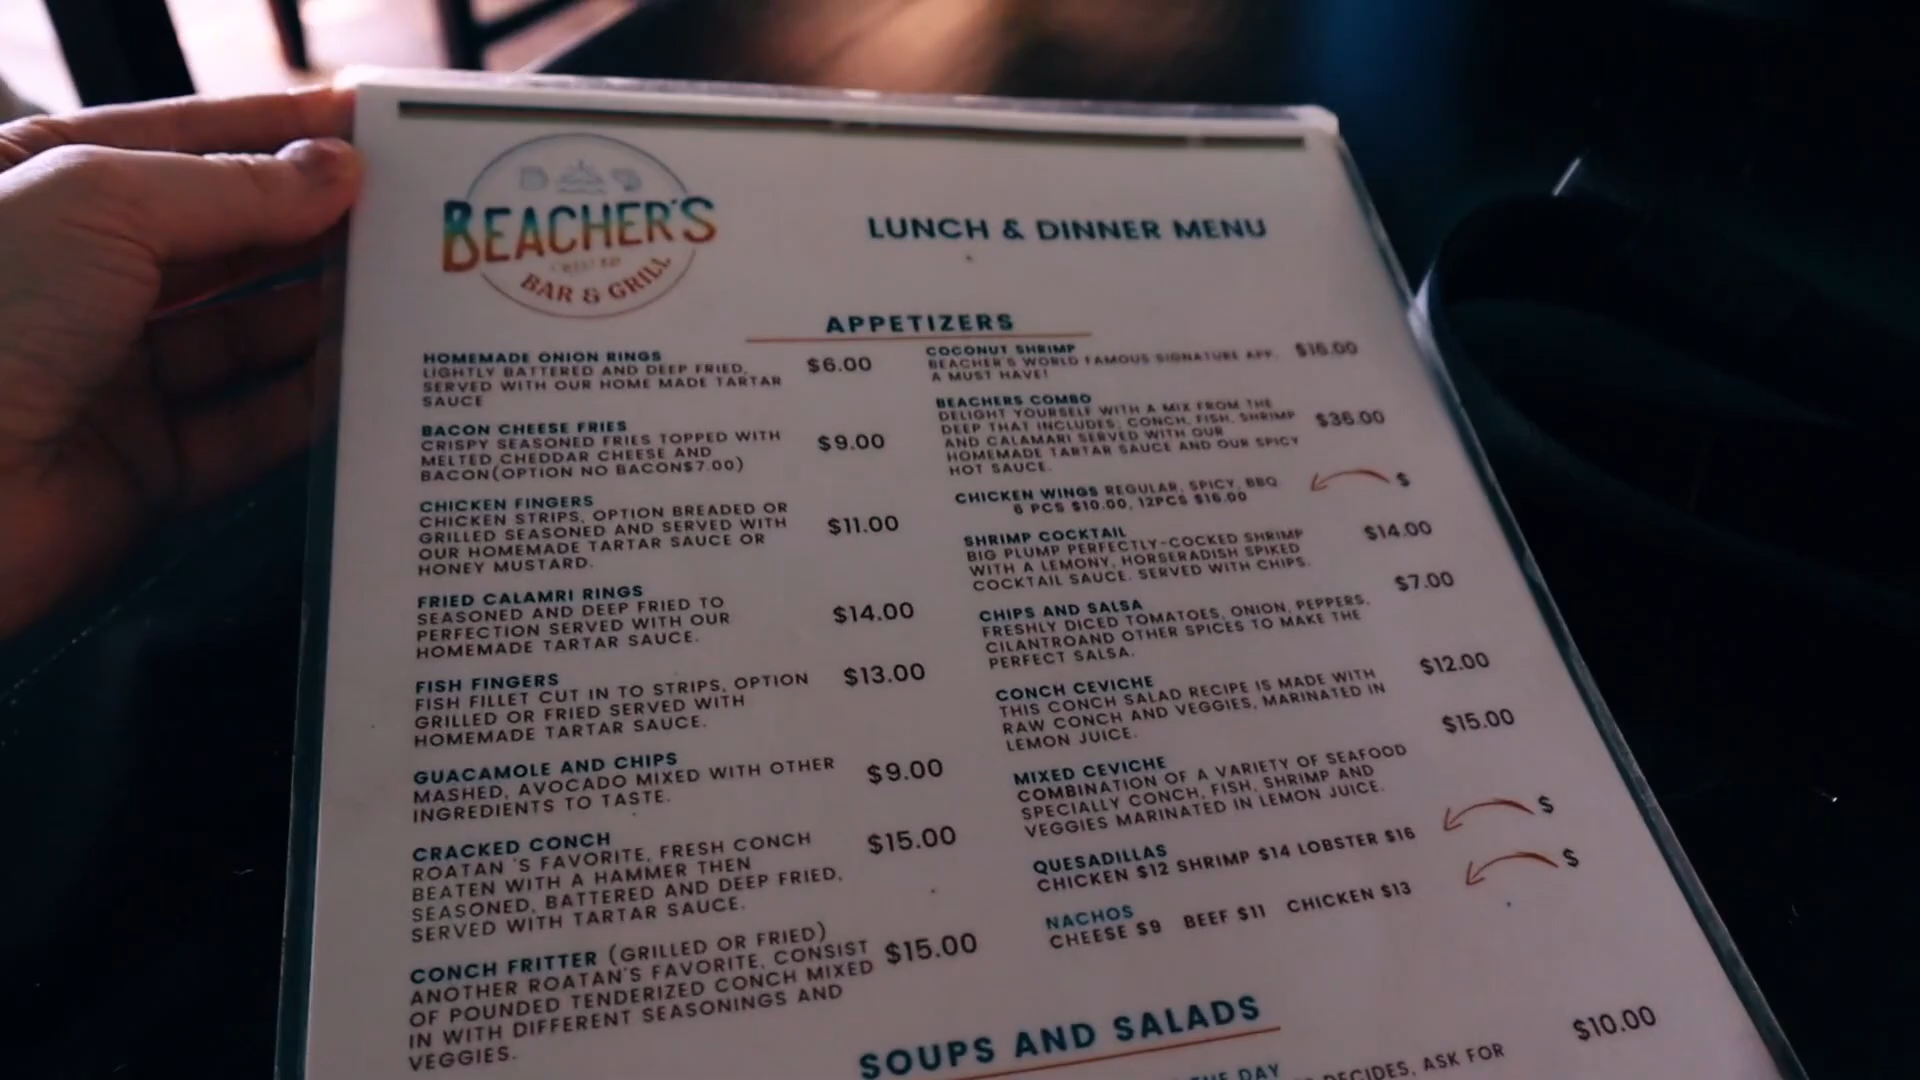 BEACHER'S
BAR & GRILL
LUNCH & DINNER MENU
APPETIZERS
HOMEMADE ONION RINGS
LIGHTLY BATTERED AND DEEP FRIED,
SERVED WITH OUR HOME MADE TARTAR
SAUCE
$6.00
BACON CHEESE FRIES
CRISPY SEASONED FRIES TOPPED WITH
MELTED CHEDDAR CHEESE AND
BACON(OPTION NO BACON$7.00)
$9.00
CHICKEN FINGERS
CHICKEN STRIPS, OPTION BREADED OR
GRILLED SEASONED AND SERVED WITH
OUR HOMEMADE TARTAR SAUCE OR
HONEY MUSTARD.
$11.00
FRIED CALAMRI RINGS
SEASONED AND DEEP FRIED TO
PERFECTION SERVED WITH OUR
HOMEMADE TARTAR SAUCE.
$14.00
FISH FINGERS
FISH FILLET CUT IN TO STRIPS, OPTION
GRILLED OR FRIED SERVED WITH
HOMEMADE TARTAR SAUCE.
$13.00
GUACAMOLE AND CHIPS
MASHED, AVOCADO MIXED WITH OTHER
INGREDIENTS TO TASTE.
$9.00
CRACKED CONCH
ROATAN 'S FAVORITE, FRESH CONCH
BEATEN WITH A HAMMER THEN
SEASONED, BATTERED AND DEEP FRIED,
SERVED WITH TARTAR SAUCE.
$15.00
CONCH FRITTER (GRILLED OR FRIED)
ANOTHER ROATAN'S FAVORITE, CONSIST
OF POUNDED TENDERIZED CONCH MIXED
IN WITH DIFFERENT SEASONINGS AND
VEGGIES.
$15.00
COCONUT SHRIMP
BEACHER'S WORLD FAMOUS SIGNATURE APP.
A MUST HAVE!
$16.00
BEACHERS COMBO
DELIGHT YOURSELF WITH A MIX FROM THE
DEEP THAT INCLUDES; CONCH, FISH, SHRIMP
AND CALAMARI SERVED WITH OUR
HOMEMADE TARTAR SAUCE AND OUR SPICY
HOT SAUCE.
$36.00
CHICKEN WINGS REGULAR, SPICY, BBQ
6 PCS $10.00, 12PCS $16.00
$
SHRIMP COCKTAIL
BIG PLUMP PERFECTLY-COCKED SHRIMP
WITH A LEMONY, HORSERADISH SPIKED
COCKTAIL SAUCE. SERVED WITH CHIPS.
$14.00
CHIPS AND SALSA
FRESHLY DICED TOMATOES, ONION, PEPPERS,
CILANTROAND OTHER SPICES TO MAKE THE
PERFECT SALSA.
$7.00
CONCH CEVICHE
THIS CONCH SALAD RECIPE IS MADE WITH
RAW CONCH AND VEGGIES, MARINATED IN
LEMON JUICE.
$12.00
MIXED CEVICHE
COMBINATION OF A VARIETY OF SEAFOOD
SPECIALLY CONCH, FISH, SHRIMP AND
VEGGIES MARINATED IN LEMON JUICE.
$15.00
QUESADILLAS
CHICKEN $12 SHRIMP $14 LOBSTER $16
$
NACHOS
CHEESE $9 BEEF $11 CHICKEN $13
$
SOUPS AND SALADS
THE DAY
DECIDES, ASK FOR
$10.00